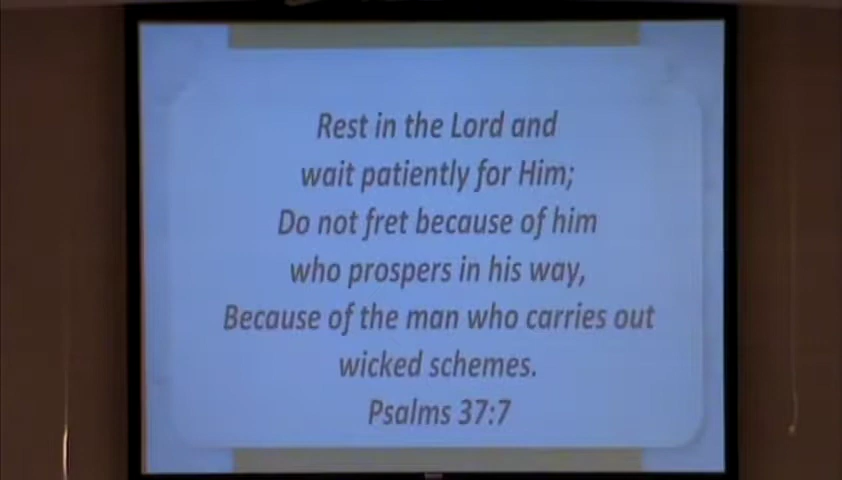 Rest in the Lord and
wait patiently for Him;
Do not fret because of him
who prospers in his way,
Because of the man who carries out
wicked schemes.
Psalms 37:7